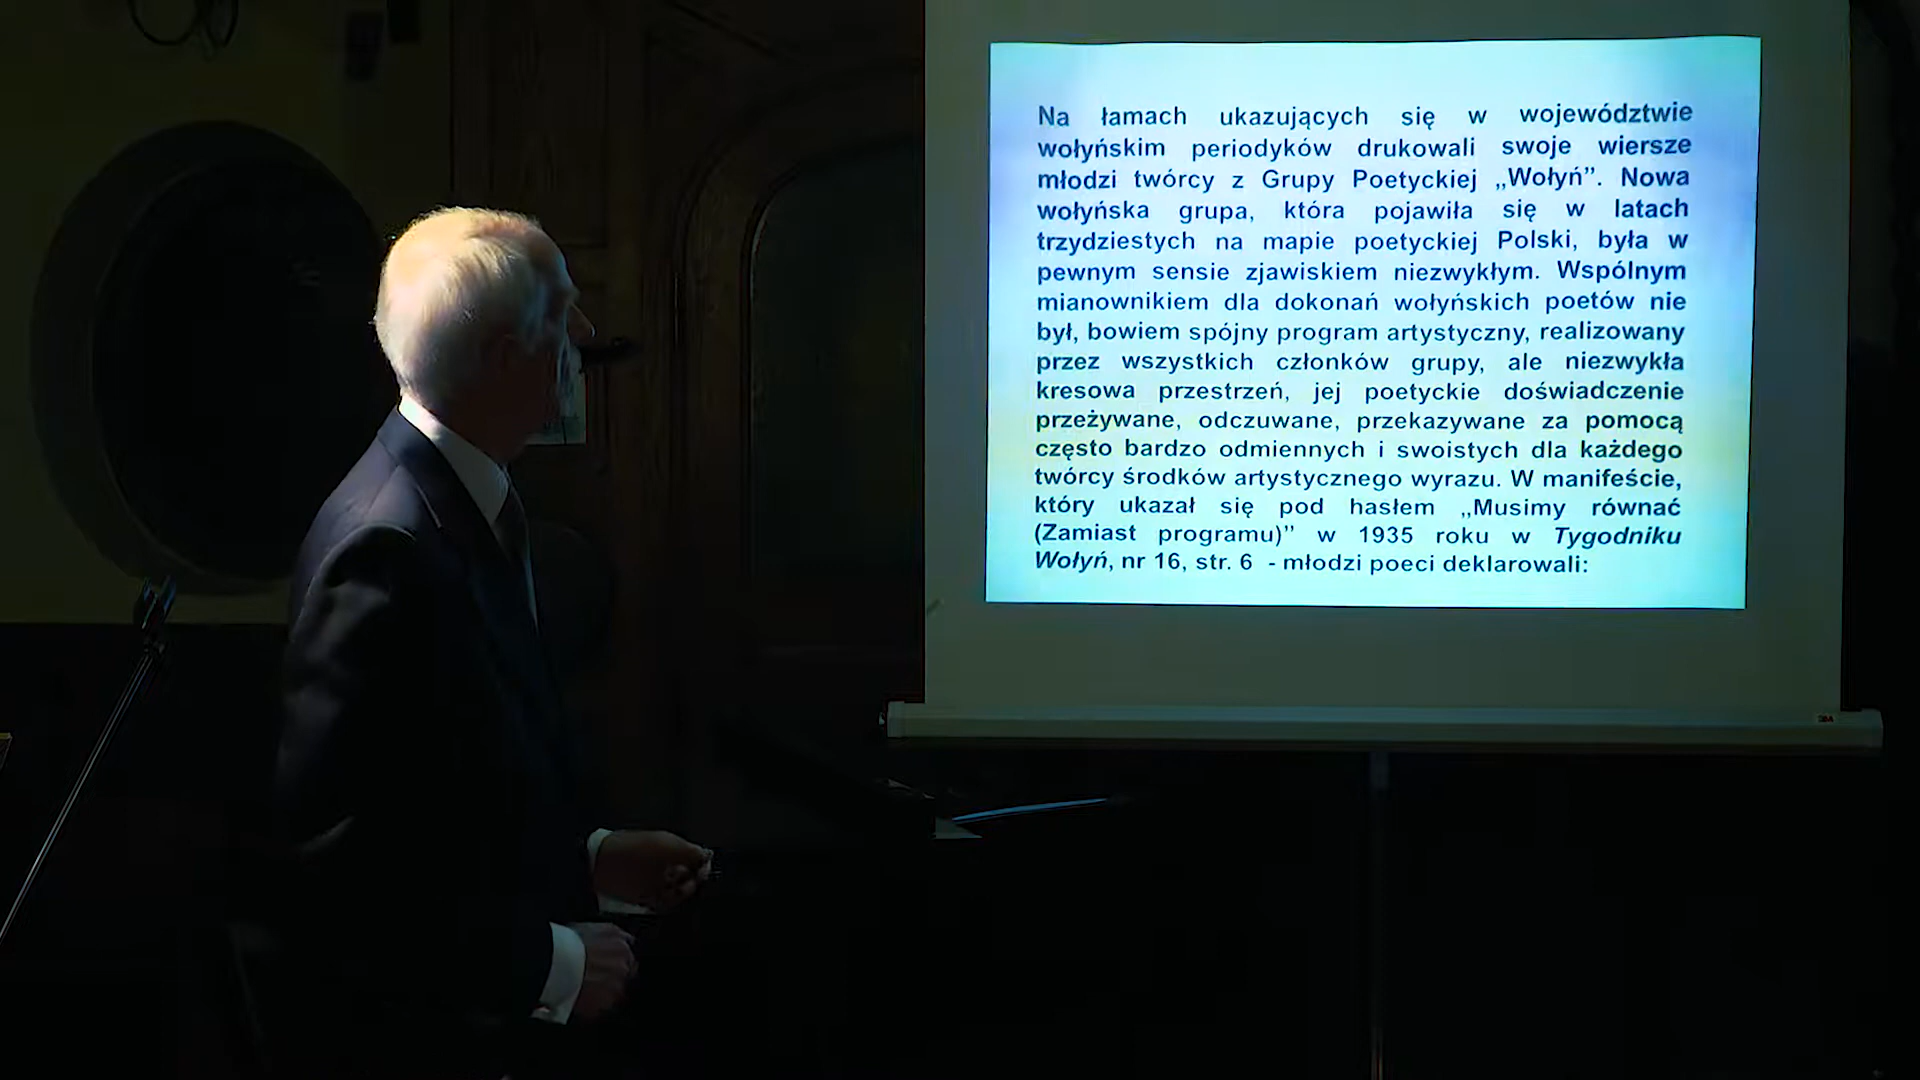 Na łamach ukazujących się w województwie
wołyńskim periodyków drukowali swoje wiersze
młodzi twórcy z Grupy Poetyckiej „Wołyń”. Nowa
wołyńska grupa, która pojawiła się w latach
trzydziestych na mapie poetyckiej Polski, była w
pewnym sensie zjawiskiem niezwykłym. Wspólnym
mianownikiem dla dokonań wołyńskich poetów nie
był, bowiem spójny program artystyczny, realizowany
przez wszystkich członków grupy, ale niezwykła
kresowa przestrzeń, jej poetyckie doświadczenie
przeżywane, odczuwane, przekazywane za pomocą
często bardzo odmiennych i swoistych dla każdego
twórcy środków artystycznego wyrazu. W manifeście,
który ukazał się pod hasłem „Musimy równać
(Zamiast programu)” w 1935 roku w Tygodniku
Wołyń, nr 16, str. 6 - młodzi poeci deklarowali: